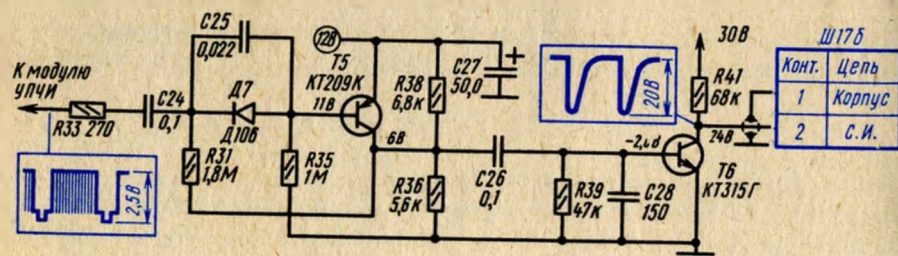 К модулю
УПЧИ
R33 270
2,5В
C24
0,1
C25
0,022
Д7
Д106
R31
1,8М
R35
1М
12В
Т5
КТ209К
11В
6В
R38
6,8к
C27
50,0
+
R36
5,6к
C26
0,1
R39
47к
C28
150
20В
-2,4В
30В
R41
68к
24В
Т6
КТ315Г
Ш17б
Конт. Цепь
1 Корпус
2 С.И.